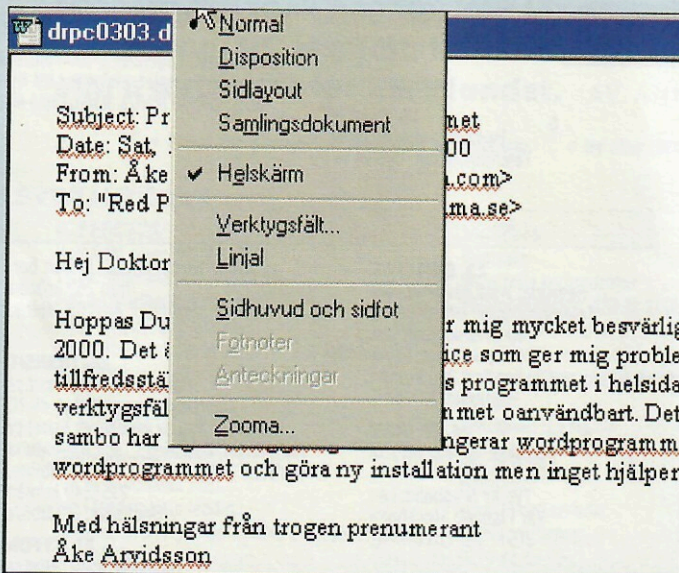 drpc0303.d
Normal
Disposition
Sidlayout
Samlingsdokument
Helskärm
Verktygsfält...
Linjal
Sidhuvud och sidfot
Fotnoter
Anteckningar
Zooma...
Subject: Pr met
Date: Sat, 00
From: Åke .com>
To: "Red P ma.se>
Hej Doktor
Hoppas Du r mig mycket besvärlig
2000. Det ice som ger mig proble
tillfredsstä s programmet i helsida
verktygsfäl mmet oanvändbart. Det
sambo har ngerar wordprogramm
wordprogrammet och göra ny installation men inget hjälper
Med hälsningar från trogen prenumerant
Åke Arvidsson